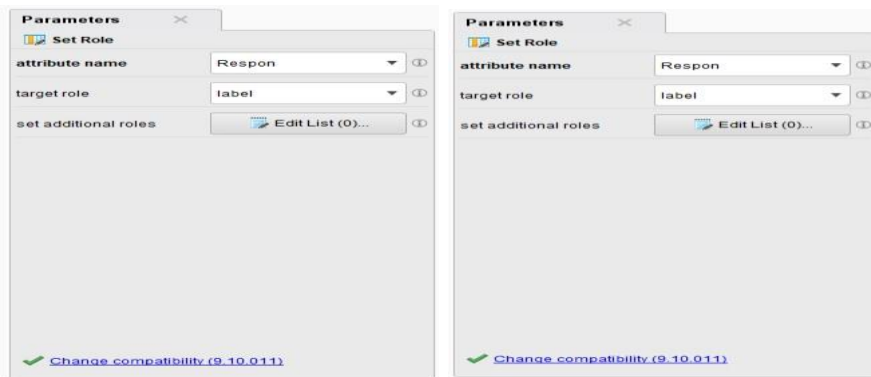 Parameters
Set Role
attribute name Respon
target role label
set additional roles Edit List (0)...
Change compatibility (9.10.011)
Parameters
Set Role
attribute name Respon
target role label
set additional roles Edit List (0)...
Change compatibility (9.10.011)